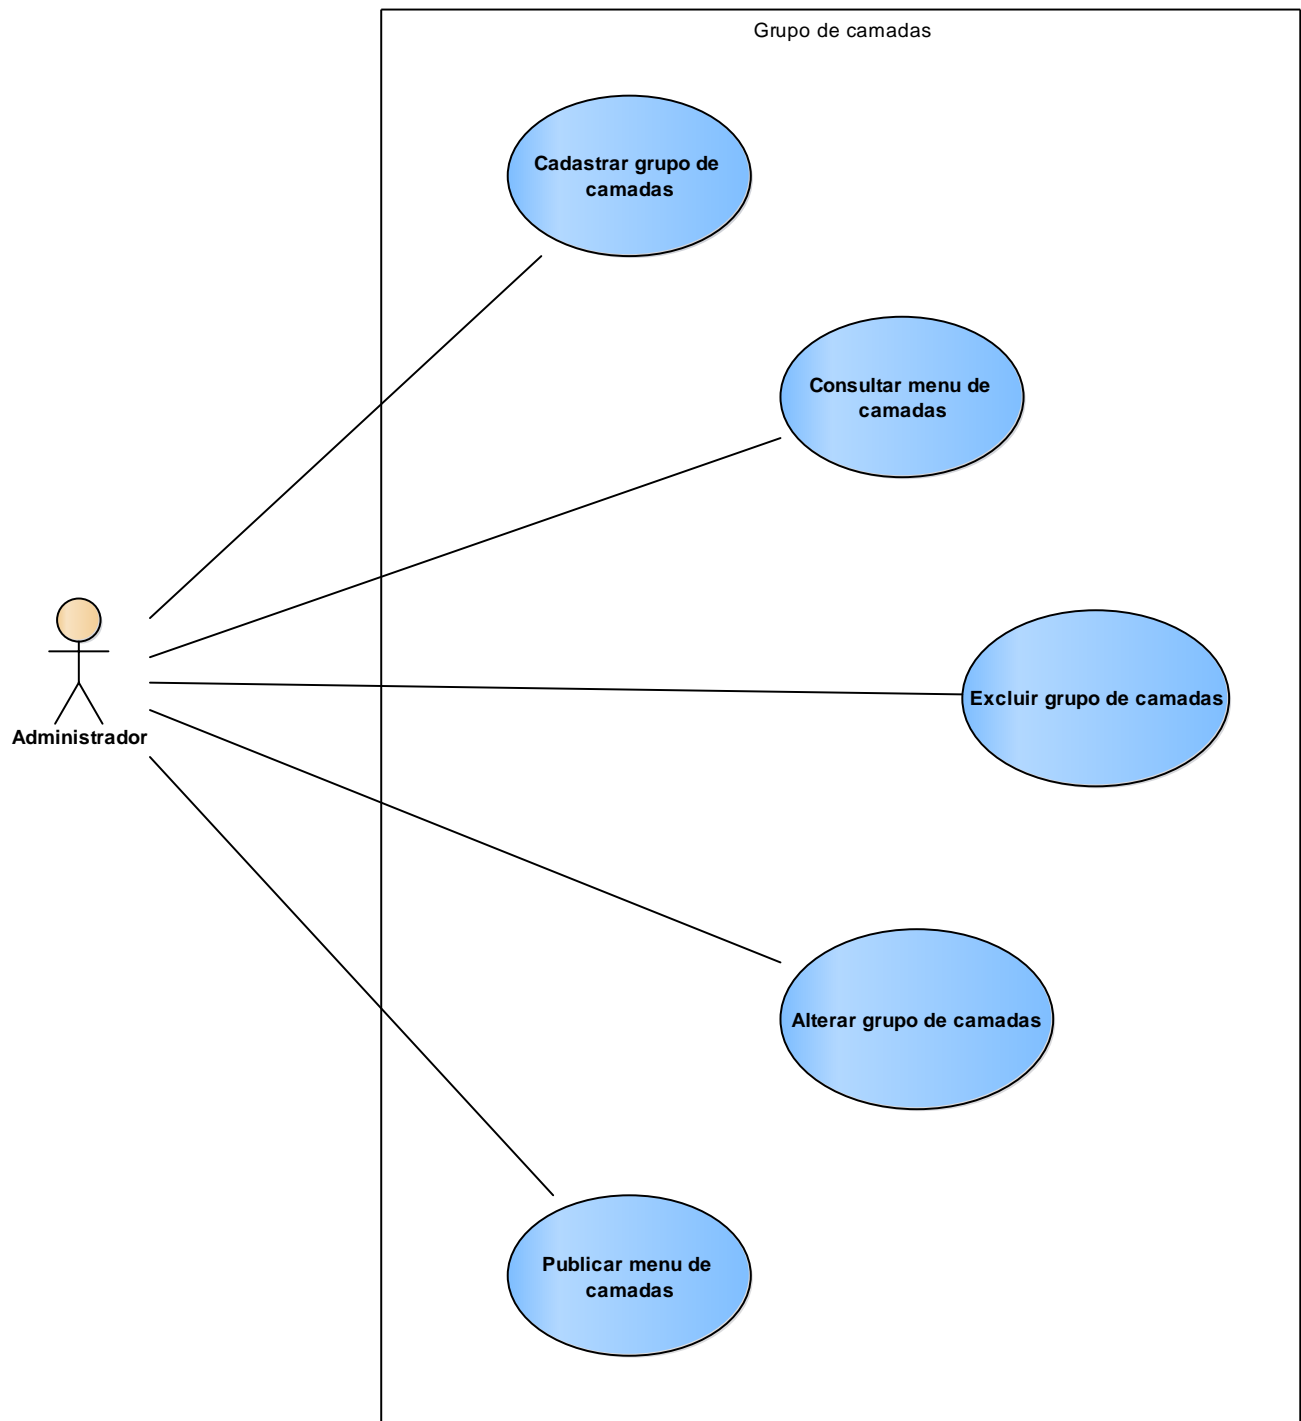 Grupo de camadas
Cadastrar grupo de
camadas
Consultar menu de
camadas
Excluir grupo de camadas
Administrador
Alterar grupo de camadas
Publicar menu de
camadas